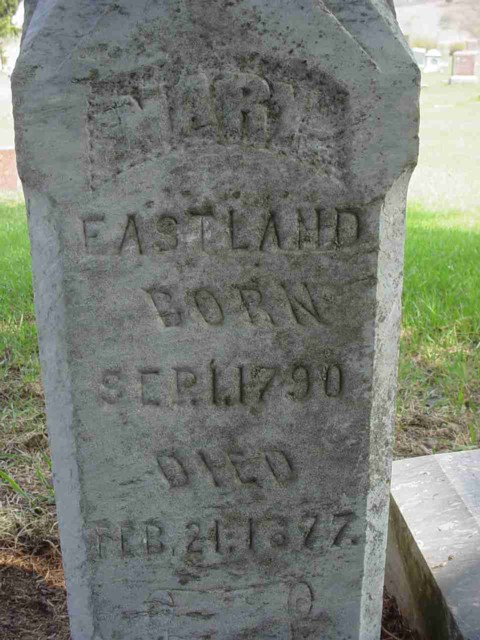 EASTLAND
BORN
SEP.1.1790
DIED
FEB.21.1877.